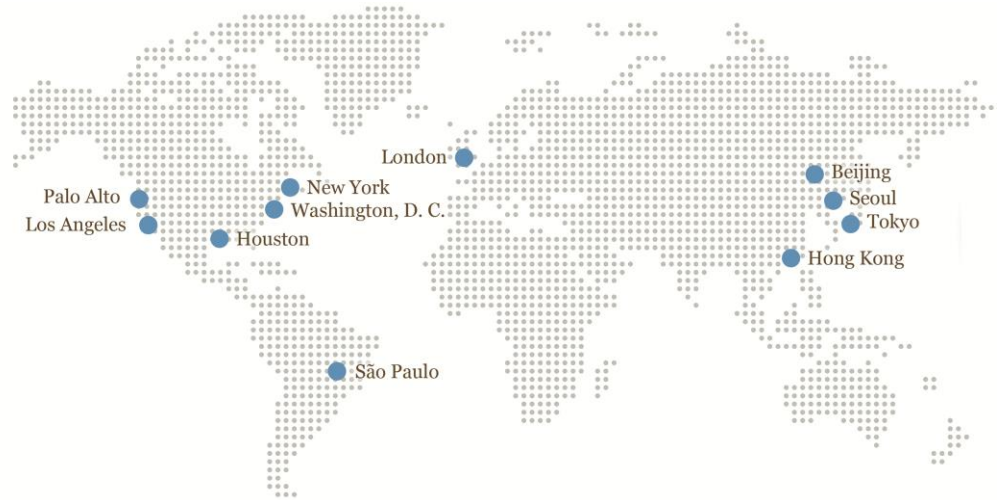 London
Beijing
New York
Palo Alto
Seoul
Washington, D. C.
Tokyo
Los Angeles
Houston
Hong Kong
São Paulo